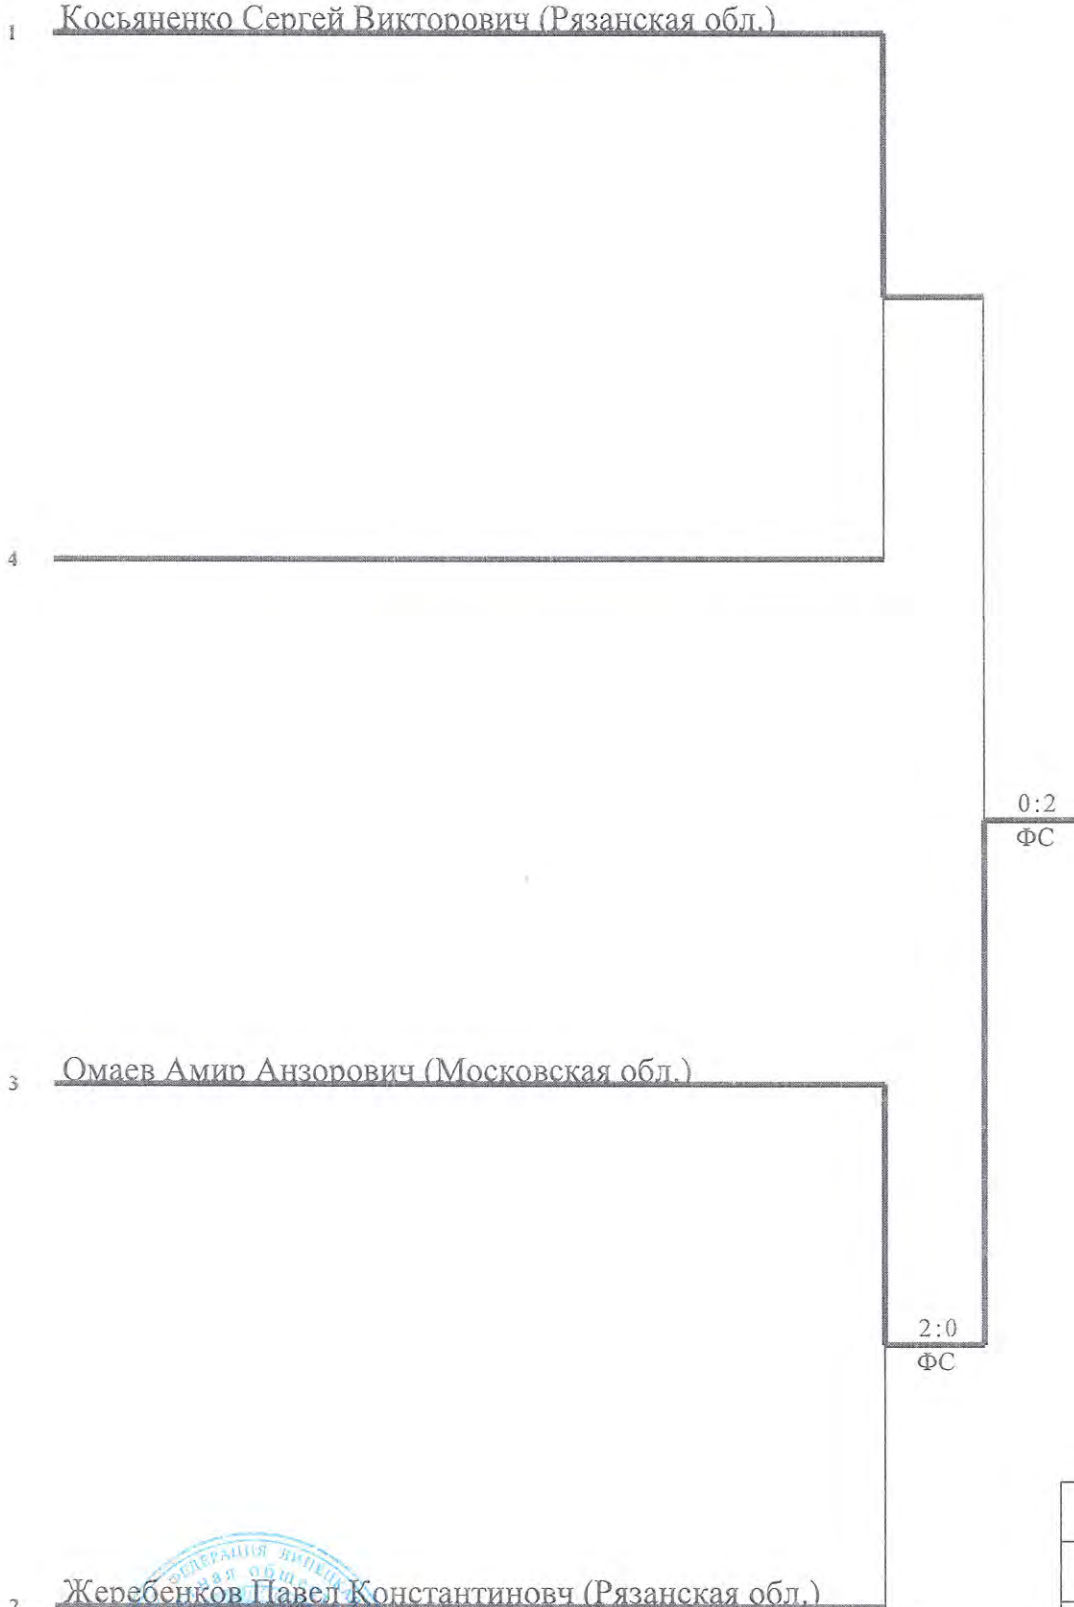 1 Косьяненко Сергей Викторович (Рязанская обл.)
4
0:2
ФС
3 Омаев Амир Анзорович (Московская обл.)
2:0
ФС
2 Жеребенков Павел Константиновч (Рязанская обл.)